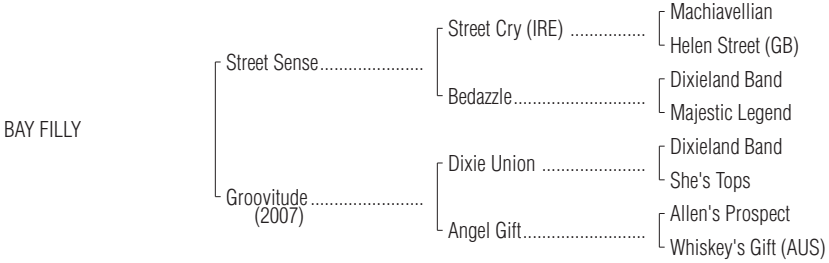 Machiavellian
Street Cry (IRE) ................
Helen Street (GB)
Street Sense......................
Dixieland Band
Bedazzle............................
Majestic Legend
BAY FILLY
Dixieland Band
Dixie Union ......................
She's Tops
Groovitude ........................
(2007)
Allen's Prospect
Angel Gift..........................
Whiskey's Gift (AUS)